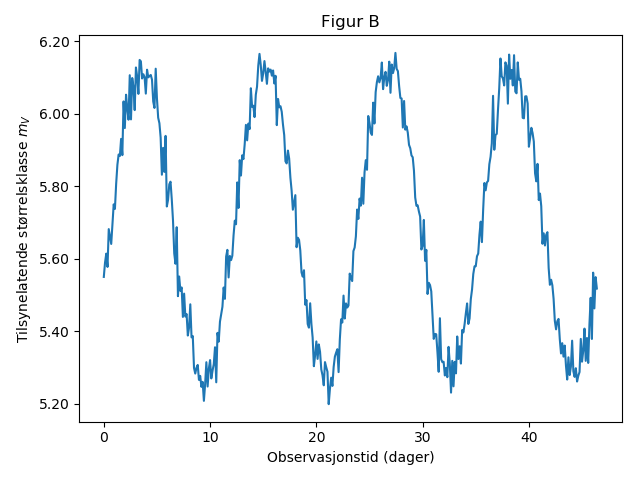 Figur B
Tilsynelatende størrelsklasse $m_V$
6.20
6.00
5.80
5.60
5.40
5.20
0 10 20 30 40
Observasjonstid (dager)